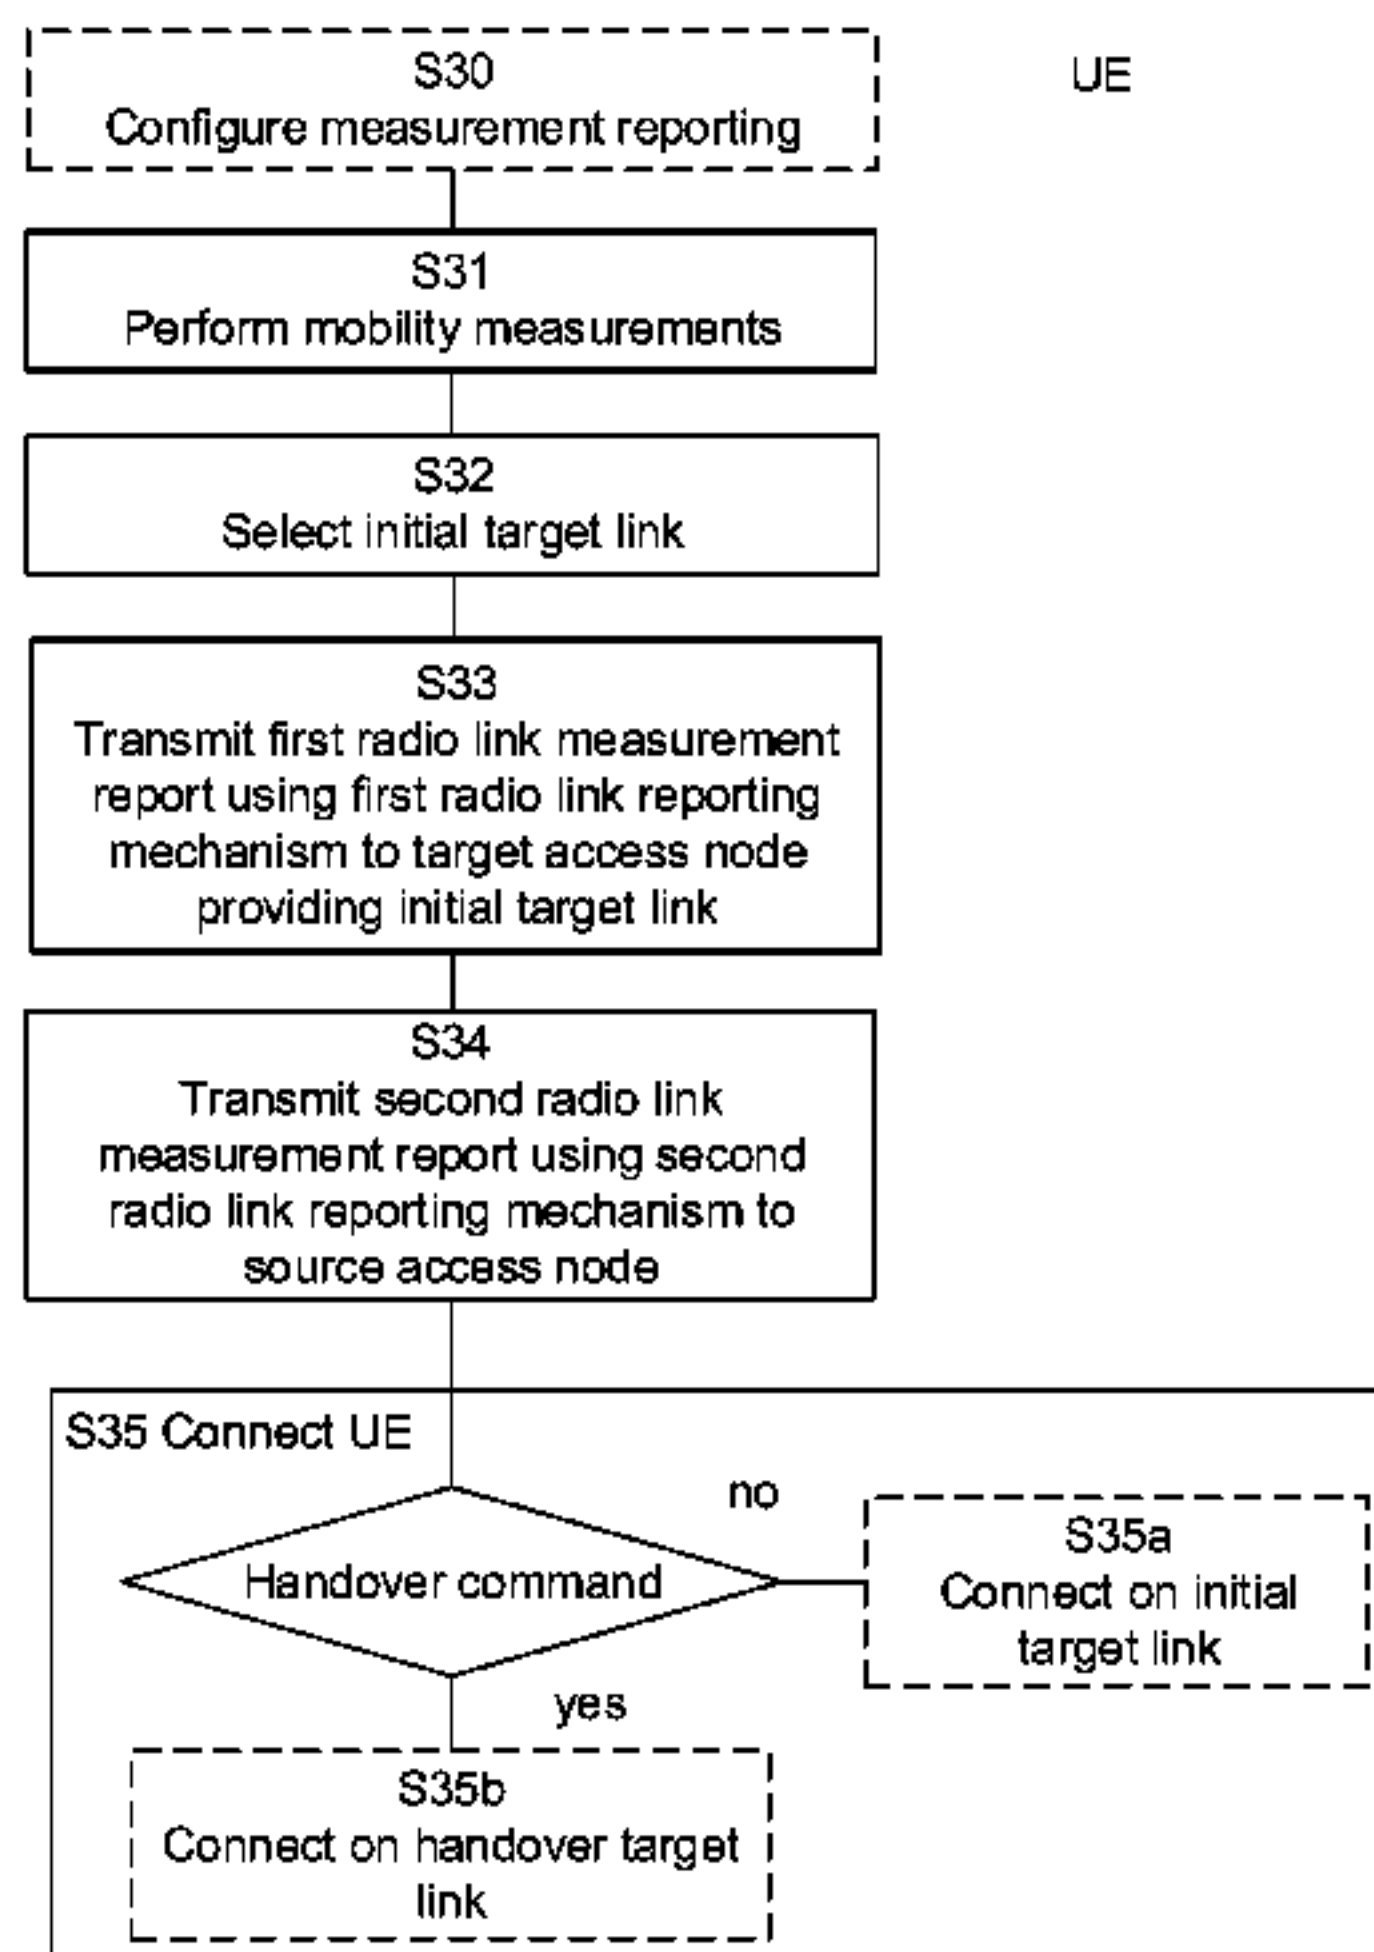 S30
Configure measurement reporting
UE
S31
Perform mobility measurements
S32
Select initial target link
S33
Transmit first radio link measurement
report using first radio link reporting
mechanism to target access node
providing initial target link
S34
Transmit second radio link
measurement report using second
radio link reporting mechanism to
source access node
S35 Connect UE
no
Handover command
S35a
Connect on initial
target link
yes
S35b
Connect on handover target
link